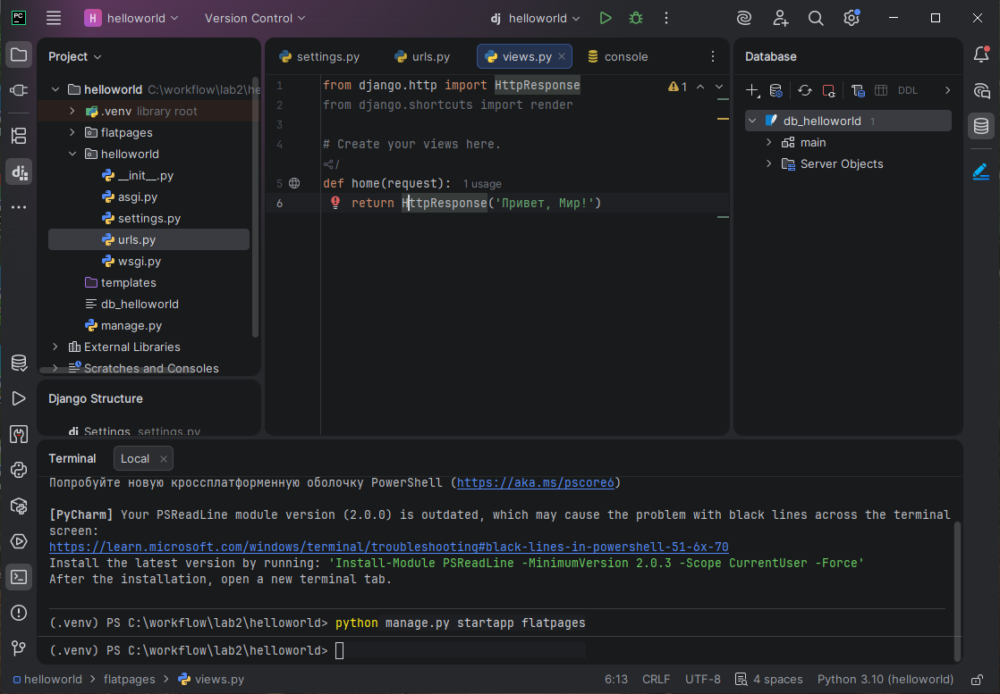 PC
H helloworld
Version Control
dj helloworld
Project
settings.py
urls.py
views.py
console
Database
helloworld C:\workflow\lab2\he
.venv library root
flatpages
helloworld
__init__.py
asgi.py
settings.py
urls.py
wsgi.py
templates
db_helloworld
manage.py
External Libraries
Scratches and Consoles
Django Structure
dj Settings settings.py
dj
1 from django.http import HttpResponse
1
2 from django.shortcuts import render
3
4 # Create your views here.
/
5 def home(request): 1 usage
6 return HttpResponse('Привет, Мир!')
DDL
db_helloworld 1
main
Server Objects
Terminal
Local
Попробуйте новую кроссплатформенную оболочку PowerShell (https://aka.ms/pscore6)
[PyCharm] Your PSReadLine module version (2.0.0) is outdated, which may cause the problem with black lines across the terminal
screen:
https://learn.microsoft.com/windows/terminal/troubleshooting#black-lines-in-powershell-51-6x-70
Install the latest version by running: 'Install-Module PSReadLine -MinimumVersion 2.0.3 -Scope CurrentUser -Force'
After the installation, open a new terminal tab.
(.venv) PS C:\workflow\lab2\helloworld> python manage.py startapp flatpages
(.venv) PS C:\workflow\lab2\helloworld>
helloworld > flatpages > views.py
6:13 CRLF UTF-8 4 spaces Python 3.10 (helloworld)